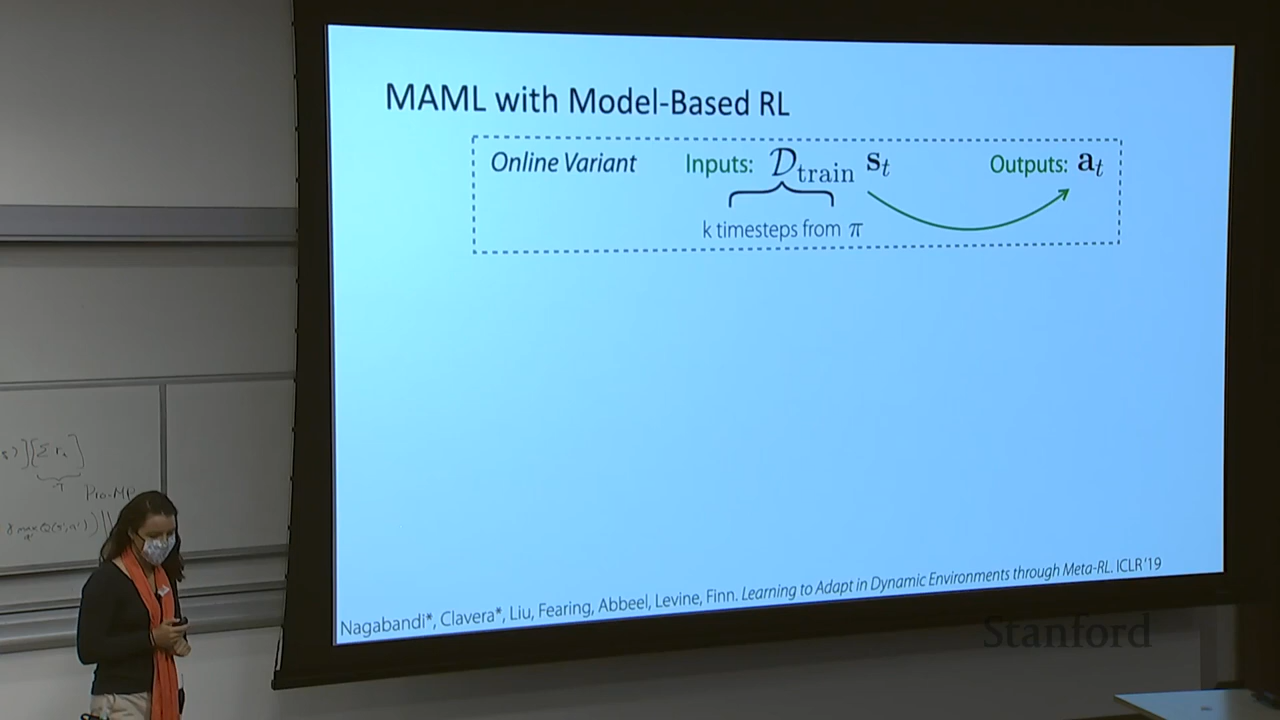 MAML with Model-Based RL
Online Variant Inputs: 𝒟train st Outputs: at
k timesteps from π
Nagabandi*, Clavera*, Liu, Fearing, Abbeel, Levine, Finn. Learning to Adapt in Dynamic Environments through Meta-RL. ICLR'19
Stanford
[Σ ri]
Pro-MP